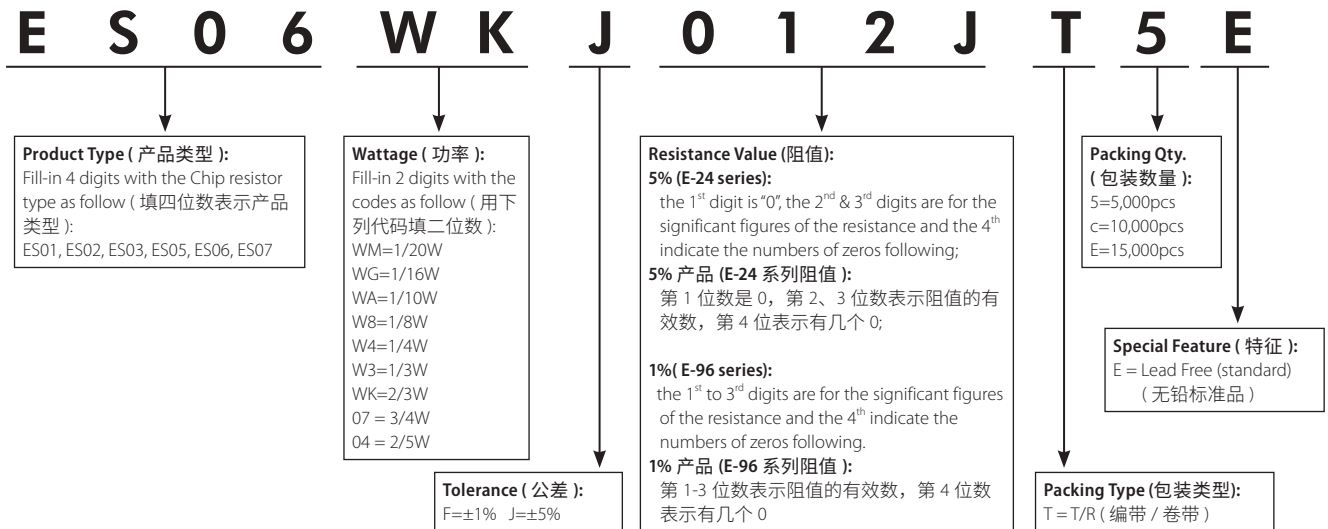 E S 0 6 W K J 0 1 2 J T 5 E
Product Type ( 产品类型 ):
Fill-in 4 digits with the Chip resistor
type as follow ( 填四位数表示产品
类型 ):
ES01, ES02, ES03, ES05, ES06, ES07
Wattage ( 功率 ):
Fill-in 2 digits with the
codes as follow ( 用下
列代码填二位数 ):
WM=1/20W
WG=1/16W
WA=1/10W
W8=1/8W
W4=1/4W
W3=1/3W
WK=2/3W
07 = 3/4W
04 = 2/5W
Tolerance ( 公差 ):
F=±1% J=±5%
Resistance Value (阻值):
5% (E-24 series):
the 1st digit is “0”, the 2nd & 3rd digits are for the
significant figures of the resistance and the 4th
indicate the numbers of zeros following;
5% 产品 (E-24 系列阻值 ):
第 1 位数是 0，第 2、3 位数表示阻值的有
效数，第 4 位表示有几个 0;
1%( E-96 series):
the 1st to 3rd digits are for the significant figures
of the resistance and the 4th indicate the
numbers of zeros following.
1% 产品 (E-96 系列阻值 ):
第 1-3 位数表示阻值的有效数，第 4 位数
表示有几个 0
Packing Qty.
( 包装数量 ):
5=5,000pcs
c=10,000pcs
E=15,000pcs
Special Feature ( 特征 ):
E = Lead Free (standard)
( 无铅标准品 )
Packing Type (包装类型):
T = T/R ( 编带 / 卷带 )